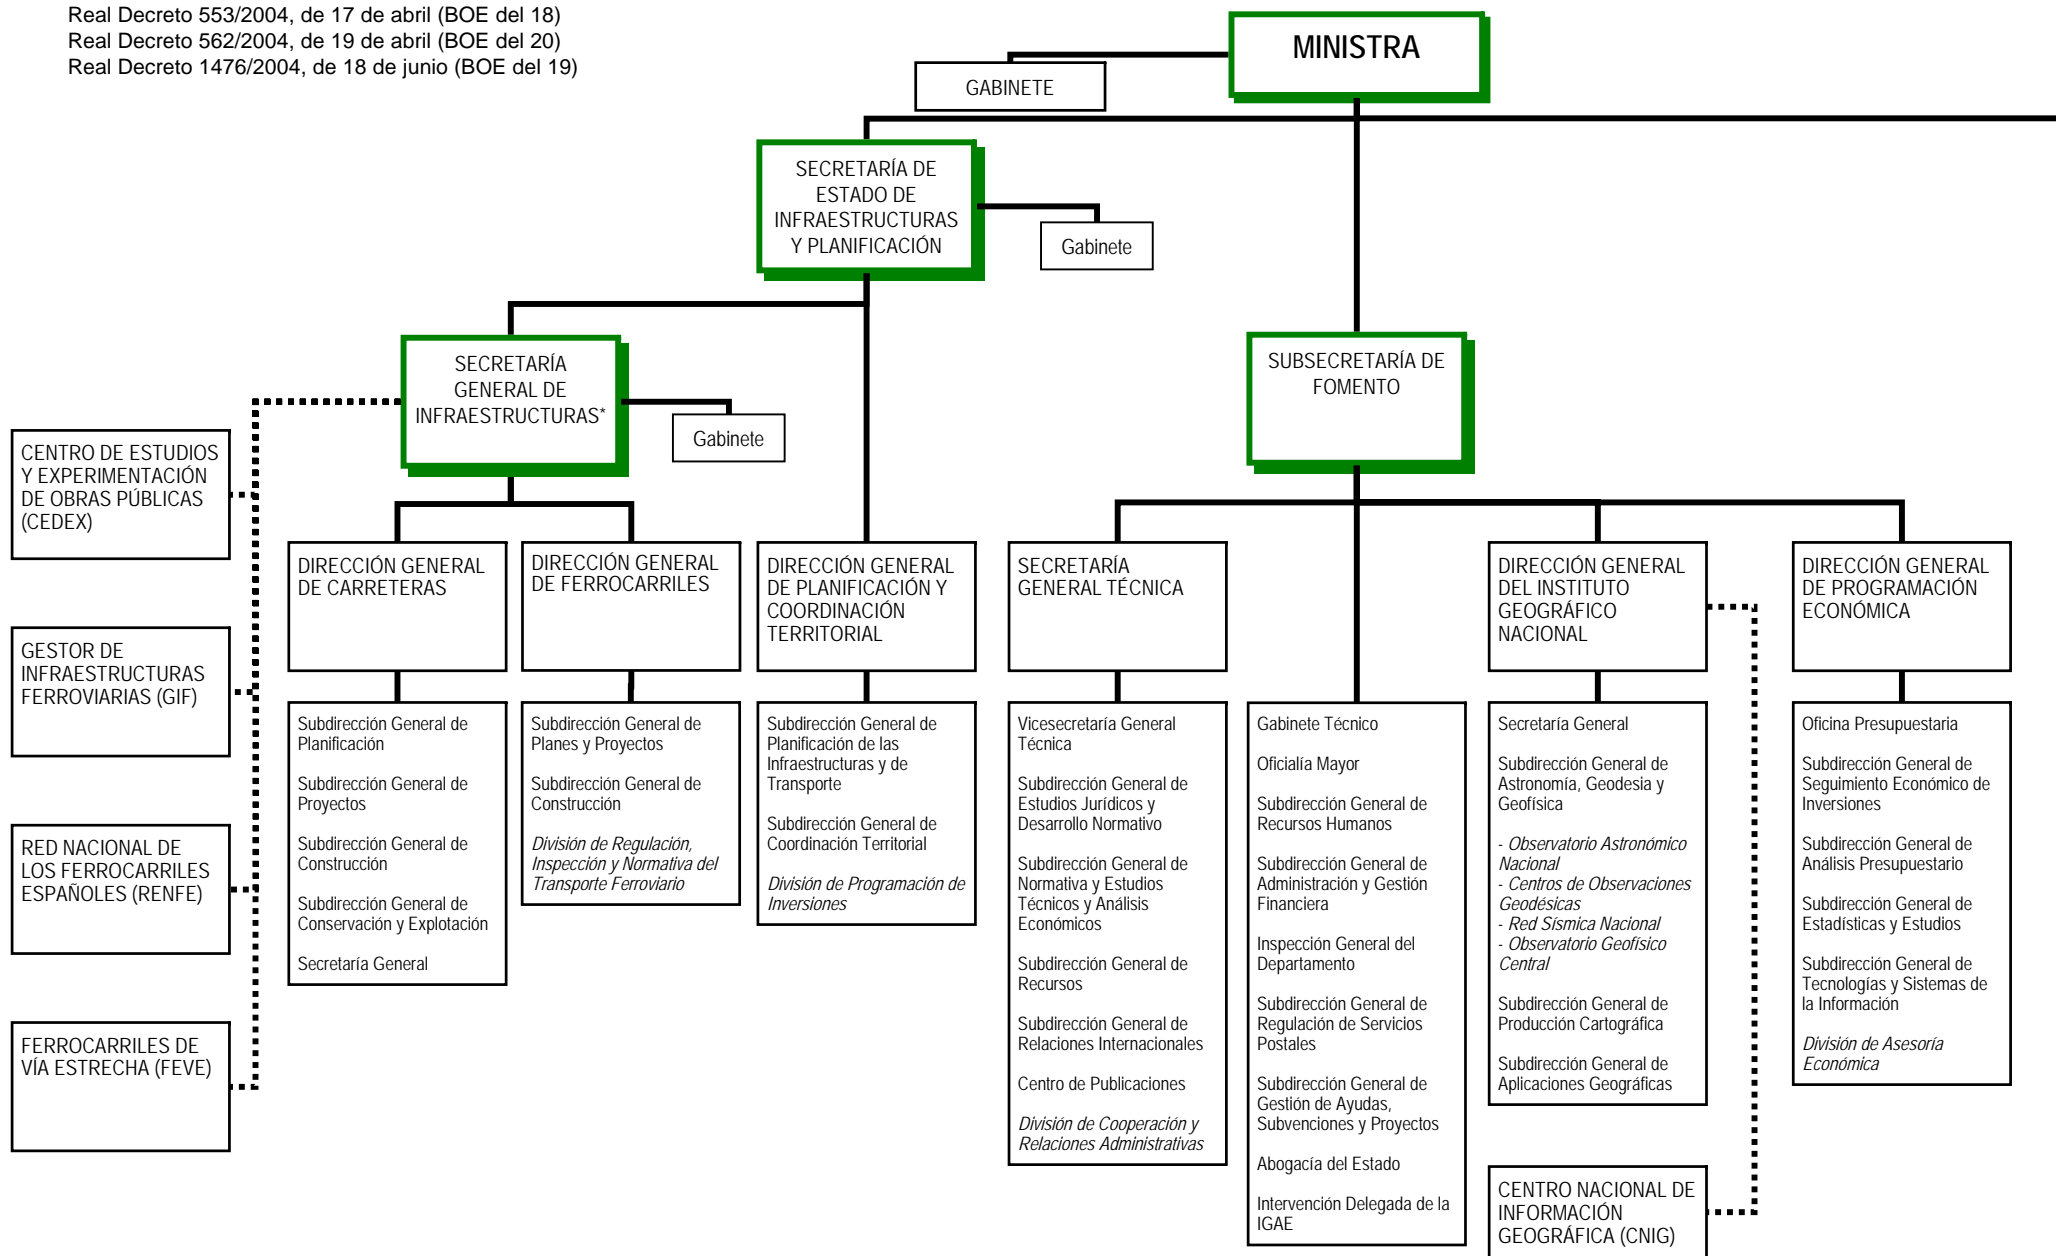 Real Decreto 553/2004, de 17 de abril (BOE del 18)
Real Decreto 562/2004, de 19 de abril (BOE del 20)
Real Decreto 1476/2004, de 18 de junio (BOE del 19)
MINISTRA
GABINETE
SECRETARÍA DE
ESTADO DE
INFRAESTRUCTURAS
Y PLANIFICACIÓN
Gabinete
SECRETARÍA
GENERAL DE
INFRAESTRUCTURAS*
Gabinete
SUBSECRETARÍA DE
FOMENTO
CENTRO DE ESTUDIOS
Y EXPERIMENTACIÓN
DE OBRAS PÚBLICAS
(CEDEX)
GESTOR DE
INFRAESTRUCTURAS
FERROVIARIAS (GIF)
RED NACIONAL DE
LOS FERROCARRILES
ESPAÑOLES (RENFE)
FERROCARRILES DE
VÍA ESTRECHA (FEVE)
DIRECCIÓN GENERAL
DE CARRETERAS
Subdirección General de
Planificación
Subdirección General de
Proyectos
Subdirección General de
Construcción
Subdirección General de
Conservación y Explotación
Secretaría General
DIRECCIÓN GENERAL
DE FERROCARRILES
Subdirección General de
Planes y Proyectos
Subdirección General de
Construcción
División de Regulación,
Inspección y Normativa del
Transporte Ferroviario
DIRECCIÓN GENERAL
DE PLANIFICACIÓN Y
COORDINACIÓN
TERRITORIAL
Subdirección General de
Planificación de las
Infraestructuras y de
Transporte
Subdirección General de
Coordinación Territorial
División de Programación de
Inversiones
SECRETARÍA
GENERAL TÉCNICA
Vicesecretaría General
Técnica
Subdirección General de
Estudios Jurídicos y
Desarrollo Normativo
Subdirección General de
Normativa y Estudios
Técnicos y Análisis
Económicos
Subdirección General de
Recursos
Subdirección General de
Relaciones Internacionales
Centro de Publicaciones
División de Cooperación y
Relaciones Administrativas
Gabinete Técnico
Oficialía Mayor
Subdirección General de
Recursos Humanos
Subdirección General de
Administración y Gestión
Financiera
Inspección General del
Departamento
Subdirección General de
Regulación de Servicios
Postales
Subdirección General de
Gestión de Ayudas,
Subvenciones y Proyectos
Abogacía del Estado
Intervención Delegada de la
IGAE
DIRECCIÓN GENERAL
DEL INSTITUTO
GEOGRÁFICO
NACIONAL
Secretaría General
Subdirección General de
Astronomía, Geodesia y
Geofísica
- Observatorio Astronómico
Nacional
- Centros de Observaciones
Geodésicas
- Red Sísmica Nacional
- Observatorio Geofísico
Central
Subdirección General de
Producción Cartográfica
Subdirección General de
Aplicaciones Geográficas
CENTRO NACIONAL DE
INFORMACIÓN
GEOGRÁFICA (CNIG)
DIRECCIÓN GENERAL
DE PROGRAMACIÓN
ECONÓMICA
Oficina Presupuestaria
Subdirección General de
Seguimiento Económico de
Inversiones
Subdirección General de
Análisis Presupuestario
Subdirección General de
Estadísticas y Estudios
Subdirección General de
Tecnologías y Sistemas de
la Información
División de Asesoría
Económica